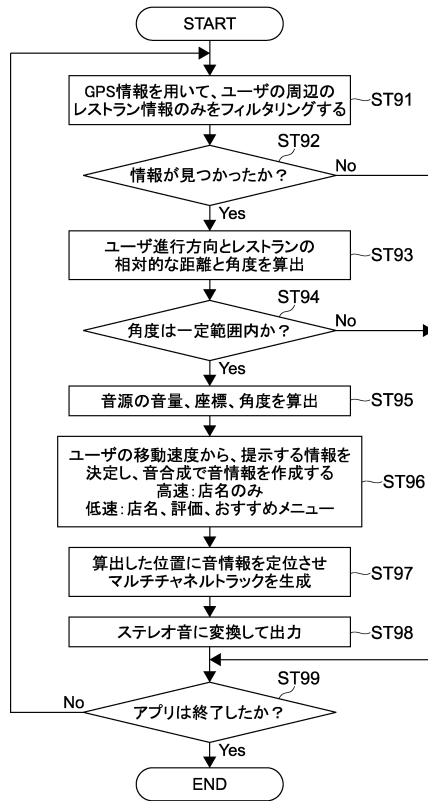 START
GPS情報を用いて、ユーザの周辺の
レストラン情報のみをフィルタリングする
ST91
ST92
情報が見つかったか?
No
Yes
ユーザ進行方向とレストランの
相対的な距離と角度を算出
ST93
ST94
角度は一定範囲内か?
No
Yes
音源の音量、座標、角度を算出
ST95
ユーザの移動速度から、提示する情報を
決定し、音合成で音情報を作成する
高速:店名のみ
低速:店名、評価、おすすめメニュー
ST96
算出した位置に音情報を定位させ
マルチチャネルトラックを生成
ST97
ステレオ音に変換して出力
ST98
ST99
No
アプリは終了したか?
Yes
END